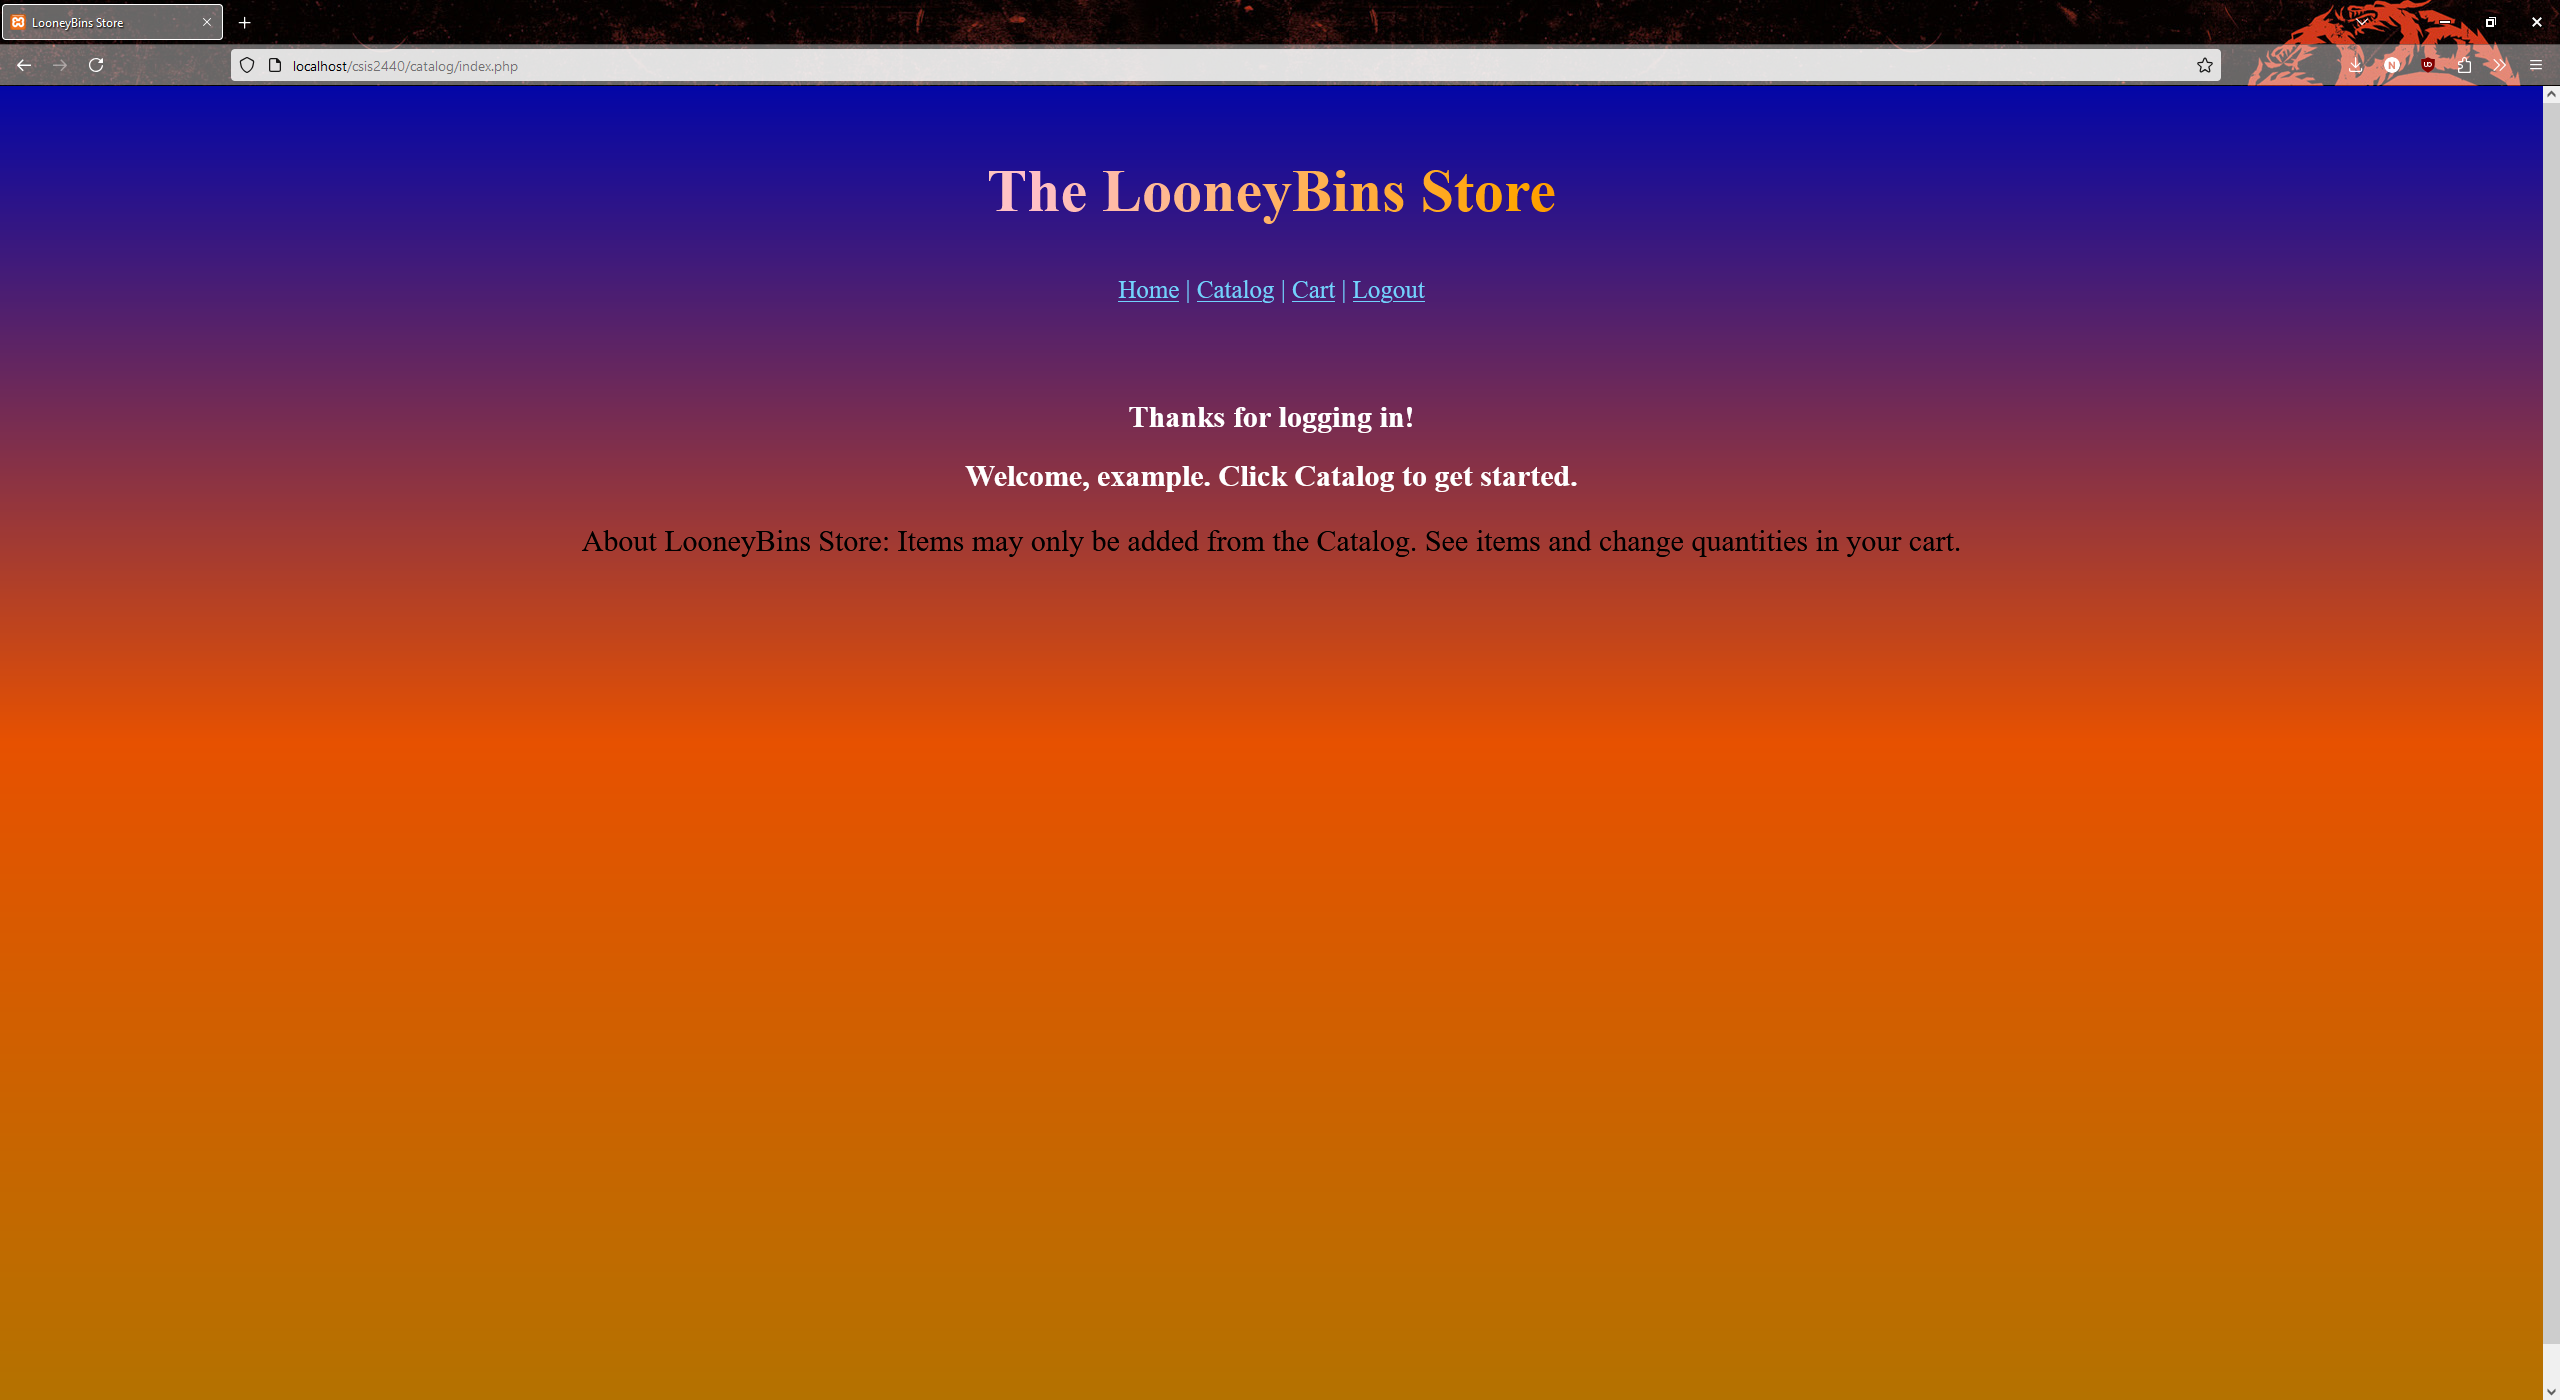 LooneyBins Store
localhost/csis2440/catalog/index.php
The LooneyBins Store
Home | Catalog | Cart | Logout
Thanks for logging in!
Welcome, example. Click Catalog to get started.
About LooneyBins Store: Items may only be added from the Catalog. See items and change quantities in your cart.